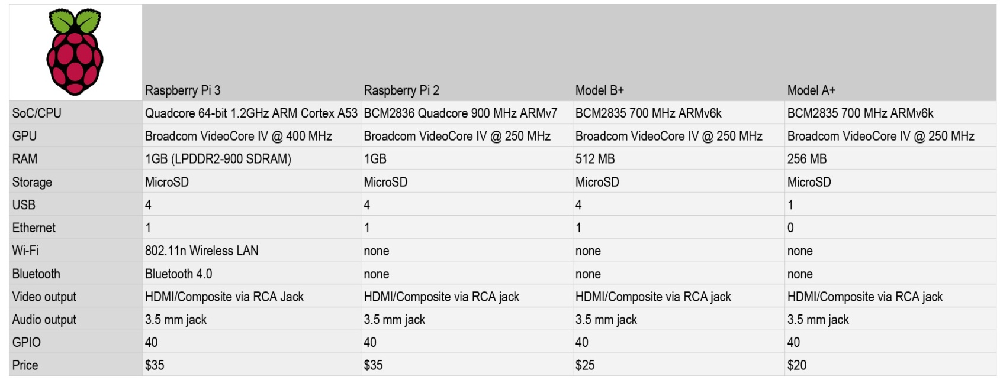 Raspberry Pi 3 Raspberry Pi 2 Model B+ Model A+
SoC/CPU Quadcore 64-bit 1.2GHz ARM Cortex A53 BCM2836 Quadcore 900 MHz ARMv7 BCM2835 700 MHz ARMv6k BCM2835 700 MHz ARMv6k
GPU Broadcom VideoCore IV @ 400 MHz Broadcom VideoCore IV @ 250 MHz Broadcom VideoCore IV @ 250 MHz Broadcom VideoCore IV @ 250 MHz
RAM 1GB (LPDDR2-900 SDRAM) 1GB 512 MB 256 MB
Storage MicroSD MicroSD MicroSD MicroSD
USB 4 4 4 1
Ethernet 1 1 1 0
Wi-Fi 802.11n Wireless LAN none none none
Bluetooth Bluetooth 4.0 none none none
Video output HDMI/Composite via RCA Jack HDMI/Composite via RCA jack HDMI/Composite via RCA jack HDMI/Composite via RCA jack
Audio output 3.5 mm jack 3.5 mm jack 3.5 mm jack 3.5 mm jack
GPIO 40 40 40 40
Price $35 $35 $25 $20